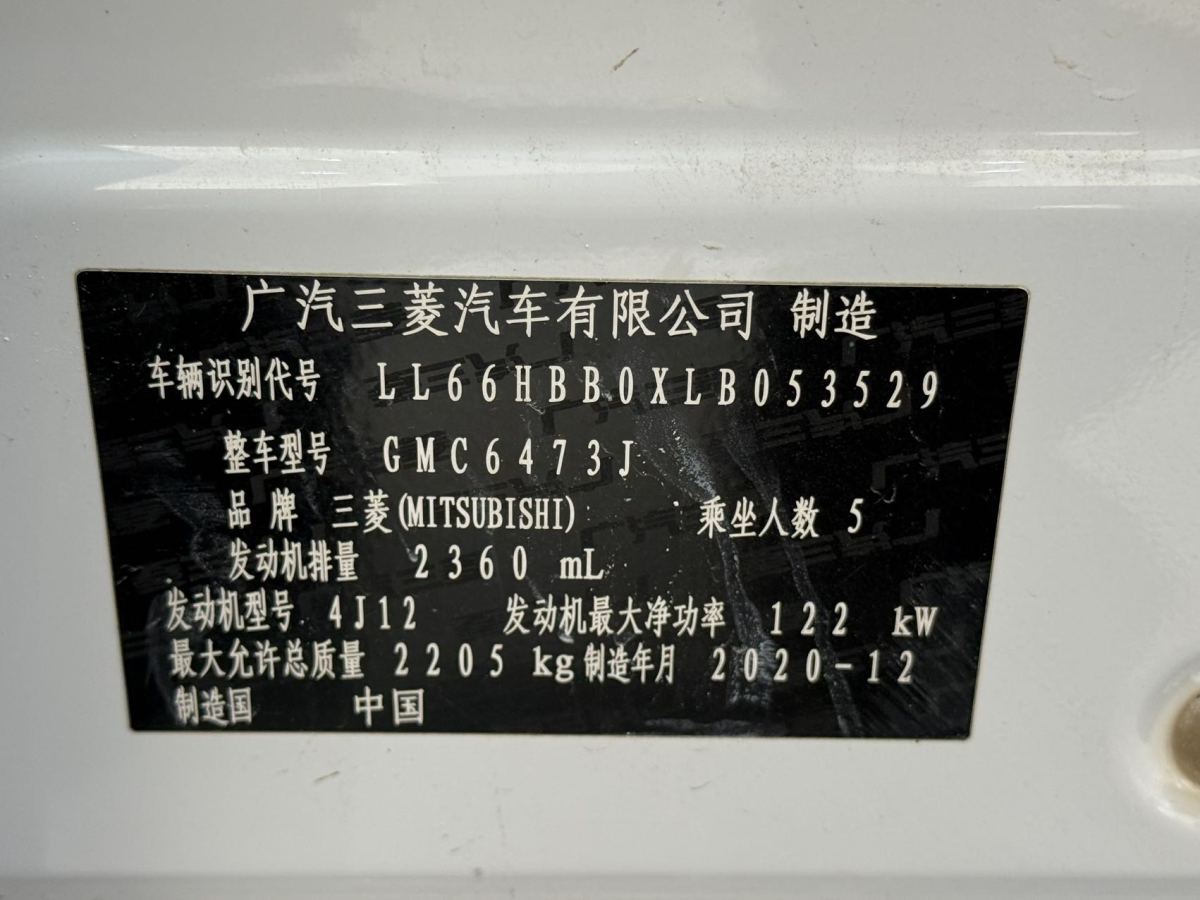 广汽三菱汽车有限公司 制造
车辆识别代号 LL66HBB0XLB053529
整车型号 GMC6473J
品牌 三菱(MITSUBISHI) 乘坐人数 5
发动机排量 2360 mL
发动机型号 4J12 发动机最大净功率 122 kW
最大允许总质量 2205 kg 制造年月 2020-12
制造国 中国